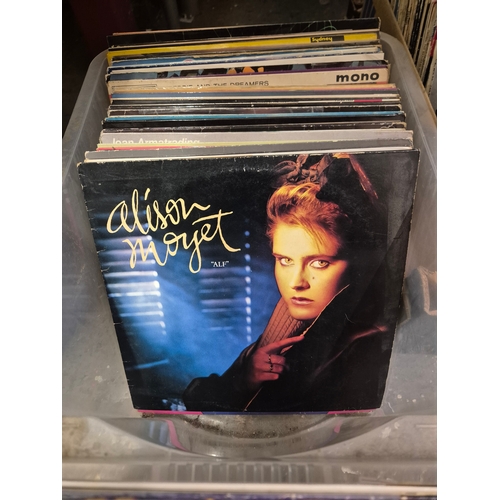 Sydney
mono
AND THE DREAMERS
Joan Armatrading
alison
moyet
"ALF"